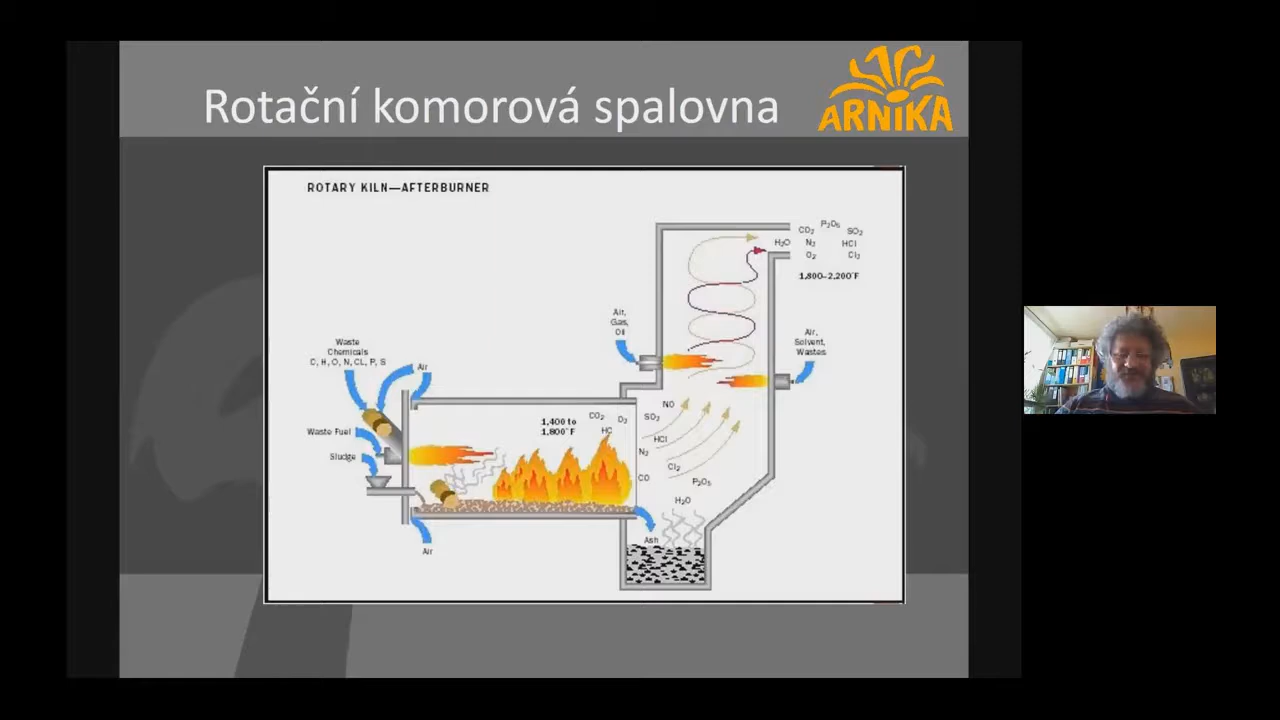 Rotační komorová spalovna
ARNIKA
ROTARY KILN—AFTERBURNER
CO₂ P₂O₅ SO₂
H₂O N₂ HCl
O₂ Cl₂
1,800–2,200°F
Air,
Gas,
Oil
Air,
Solvent,
Wastes
Waste
Chemicals
C, H, O, N, CL, P, S
Air
Waste Fuel
Sludge
Air
1,400 to
1,800°F
CO₂ O₂ SO₂
HC
NO
HCl
N₂
Cl₂
CO
P₂O₅
H₂O
Ash